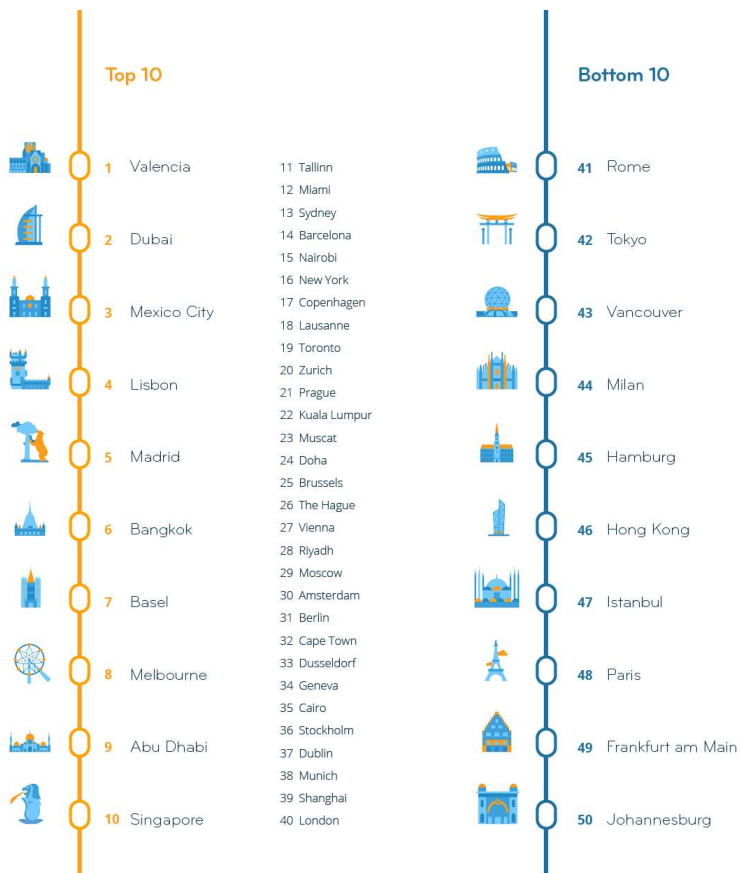 Top 10
1 Valencia
2 Dubai
3 Mexico City
4 Lisbon
5 Madrid
6 Bangkok
7 Basel
8 Melbourne
9 Abu Dhabi
10 Singapore
11 Tallinn
12 Miami
13 Sydney
14 Barcelona
15 Nairobi
16 New York
17 Copenhagen
18 Lausanne
19 Toronto
20 Zurich
21 Prague
22 Kuala Lumpur
23 Muscat
24 Doha
25 Brussels
26 The Hague
27 Vienna
28 Riyadh
29 Moscow
30 Amsterdam
31 Berlin
32 Cape Town
33 Dusseldorf
34 Geneva
35 Cairo
36 Stockholm
37 Dublin
38 Munich
39 Shanghai
40 London
Bottom 10
41 Rome
42 Tokyo
43 Vancouver
44 Milan
45 Hamburg
46 Hong Kong
47 Istanbul
48 Paris
49 Frankfurt am Main
50 Johannesburg